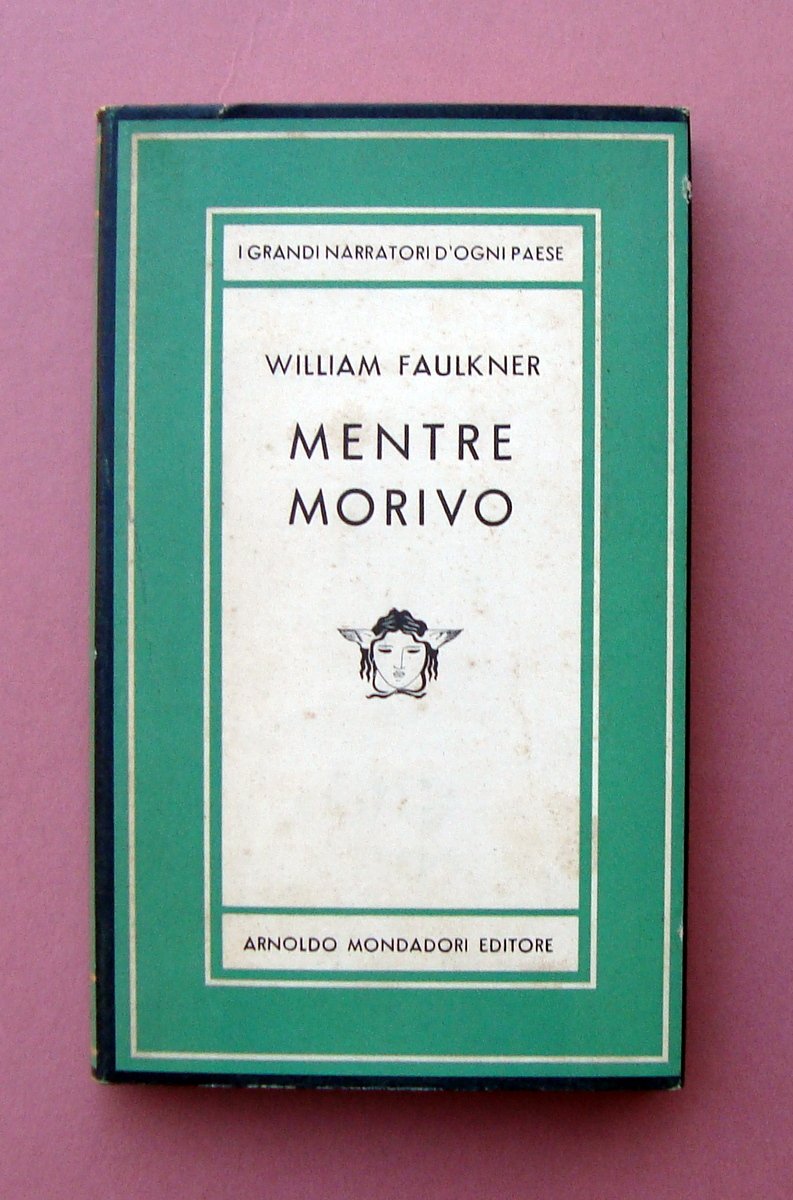 I GRANDI NARRATORI D'OGNI PAESE
WILLIAM FAULKNER
MENTRE
MORIVO
ARNOLDO MONDADORI EDITORE